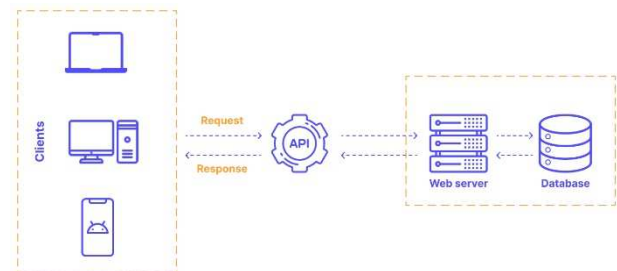 Clients
Request
API
Response
Web server
Database